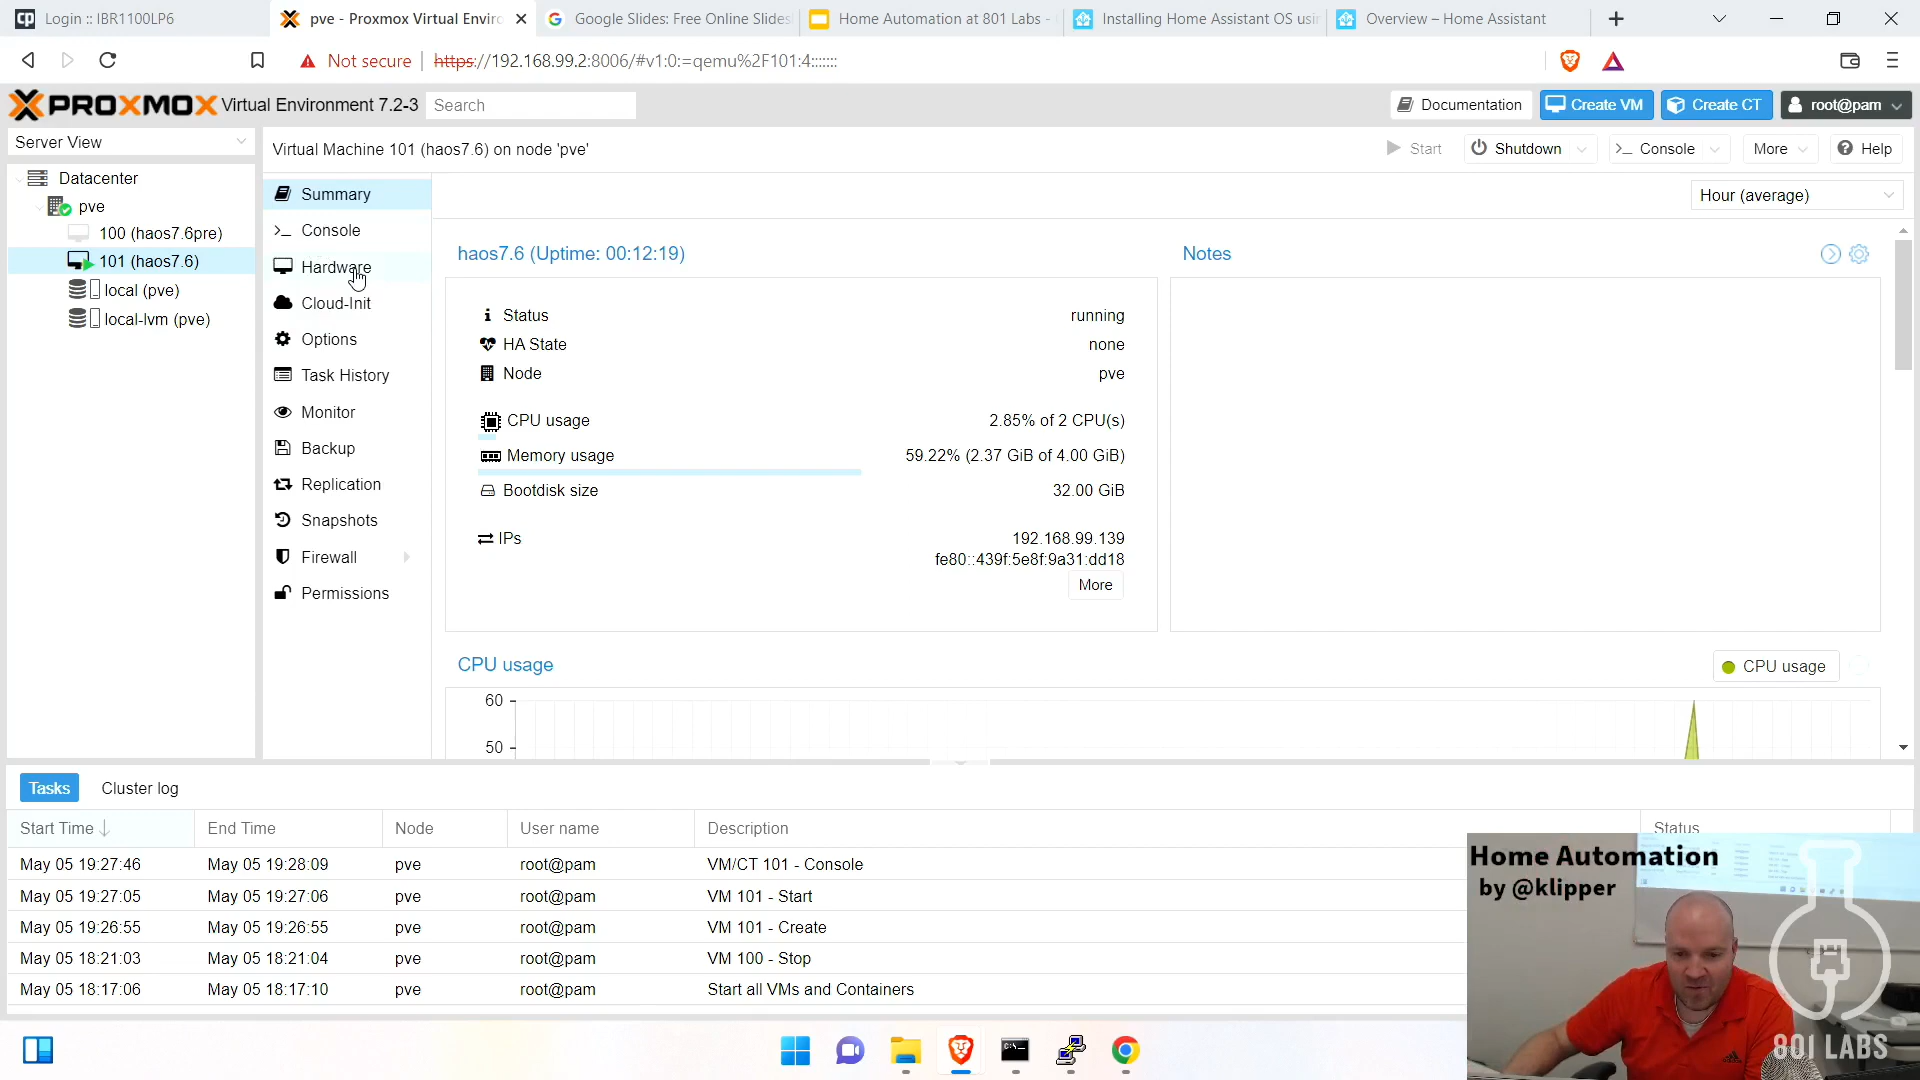 Login :: IBR1100LP6
pve - Proxmox Virtual Enviro
Google Slides: Free Online Slides
Home Automation at 801 Labs -
Installing Home Assistant OS usi
Overview – Home Assistant
Not secure
https://192.168.99.2:8006/#v1:0:=qemu%2F101:4:::::::
PROXMOX Virtual Environment 7.2-3
Search
Documentation
Create VM
Create CT
root@pam
Server View
Virtual Machine 101 (haos7.6) on node 'pve'
Start
Shutdown
Console
More
Help
Datacenter
pve
100 (haos7.6pre)
101 (haos7.6)
local (pve)
local-lvm (pve)
Summary
Console
Hardware
Cloud-Init
Options
Task History
Monitor
Backup
Replication
Snapshots
Firewall
Permissions
Hour (average)
haos7.6 (Uptime: 00:12:19)
Status running
HA State none
Node pve
CPU usage 2.85% of 2 CPU(s)
Memory usage 59.22% (2.37 GiB of 4.00 GiB)
Bootdisk size 32.00 GiB
IPs 192.168.99.139
fe80::439f:5e8f:9a31:dd18
More
Notes
CPU usage
CPU usage
60
50
Tasks
Cluster log
Start Time End Time Node User name Description Status
May 05 19:27:46 May 05 19:28:09 pve root@pam VM/CT 101 - Console
May 05 19:27:05 May 05 19:27:06 pve root@pam VM 101 - Start
May 05 19:26:55 May 05 19:26:55 pve root@pam VM 101 - Create
May 05 18:21:03 May 05 18:21:04 pve root@pam VM 100 - Stop
May 05 18:17:06 May 05 18:17:10 pve root@pam Start all VMs and Containers
Home Automation
by @klipper
801 LABS